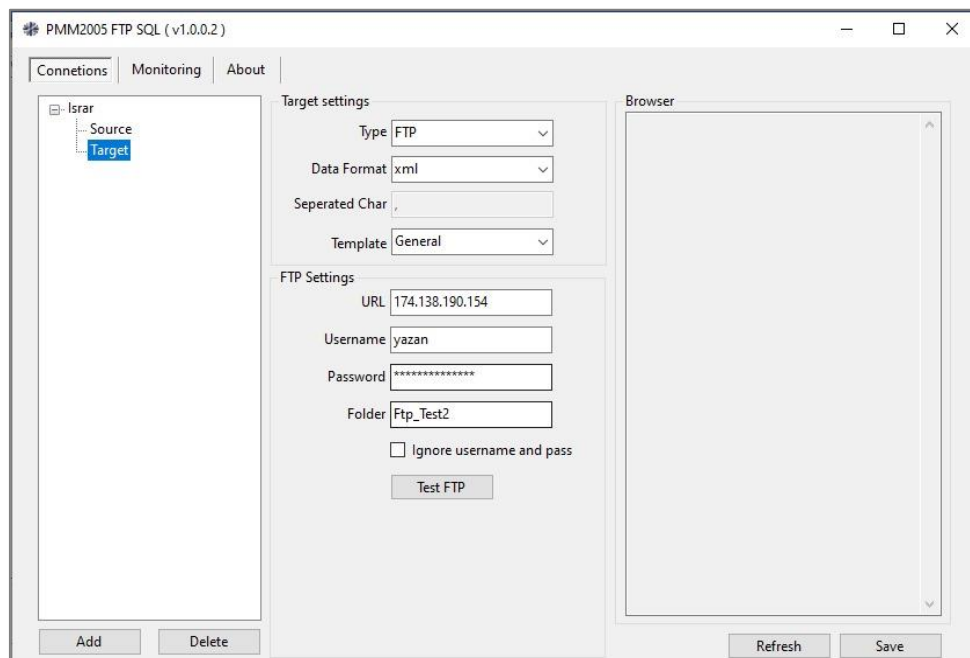 PMM2005 FTP SQL ( v1.0.0.2 )
Connetions
Monitoring
About
Israr
Source
Target
Target settings
Type FTP
Data Format xml
Seperated Char ,
Template General
FTP Settings
URL 174.138.190.154
Username yazan
Password **************
Folder Ftp_Test2
Ignore username and pass
Test FTP
Browser
Add
Delete
Refresh
Save